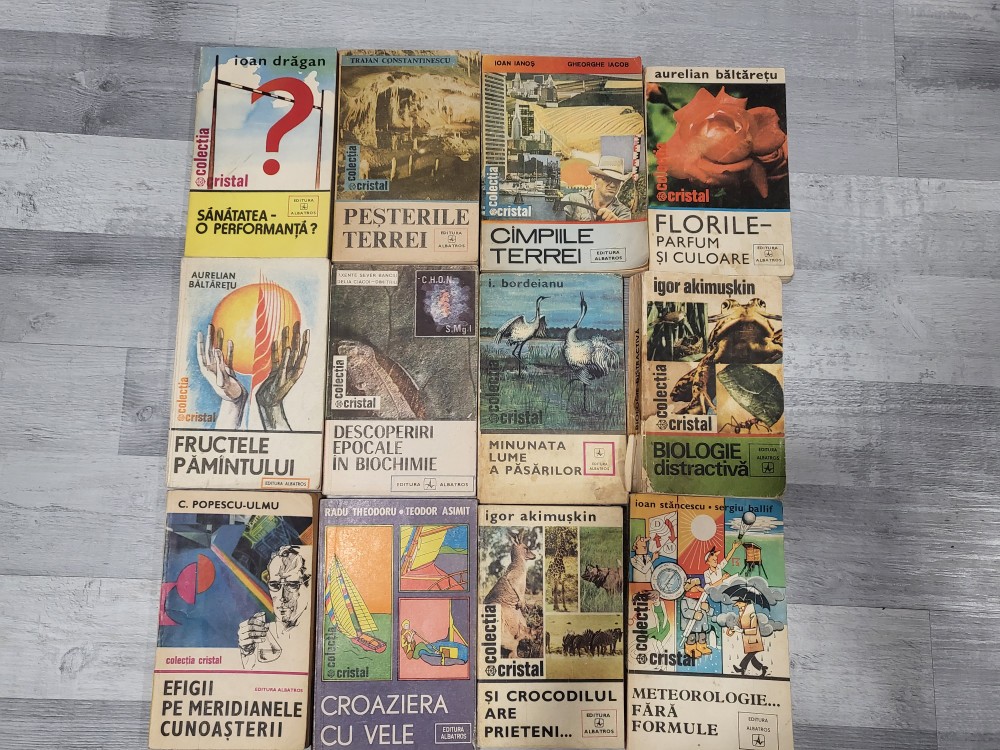 ioan drăgan
?
colecția
cristal
SĂNĂTATEA -
O PERFORMANȚĂ?
EDITURA
ALBATROS
TRAIAN CONSTANTINESCU
colecția
cristal
PEȘTERILE
TERREI
EDITURA
ALBATROS
IOAN IANOȘ GHEORGHE IACOB
colecția
cristal
CÎMPIILE
TERREI
EDITURA
ALBATROS
aurelian băltărețu
cristal
FLORILE-
PARFUM
ȘI CULOARE
EDITURA
ALBATROS
AURELIAN
BĂLTĂREȚU
colecția
cristal
FRUCTELE
PĂMÎNTULUI
EDITURA ALBATROS
C.H.O.N.
S.Mg.I
colecția
cristal
DESCOPERIRI
EPOCALE
ÎN BIOCHIMIE
EDITURA ALBATROS
i. bordeianu
colecția
cristal
MINUNATA
LUME
A PĂSĂRILOR
EDITURA
ALBATROS
igor akimușkin
colecția
cristal
BIOLOGIE
distractivă
EDITURA
ALBATROS
C. POPESCU-ULMU
colecția cristal
EDITURA ALBATROS
EFIGII
PE MERIDIANELE
CUNOAȘTERII
RADU THEODORU • TEODOR ASIMIT
colecția
cristal
CROAZIERA
CU VELE
EDITURA
ALBATROS
igor akimușkin
colecția
cristal
ȘI CROCODILUL
ARE
PRIETENI...
EDITURA
ALBATROS
ioan stăncescu • sergiu ballif
colecția
cristal
METEOROLOGIE...
FĂRĂ
FORMULE
EDITURA
ALBATROS